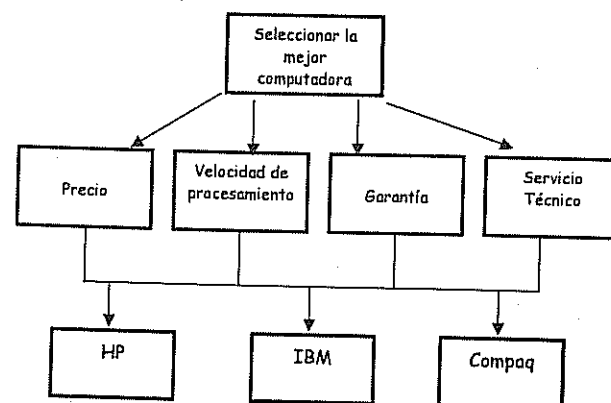 Seleccionar la
mejor
computadora
Precio
Velocidad de
procesamiento
Garantía
Servicio
Técnico
HP
IBM
Compaq